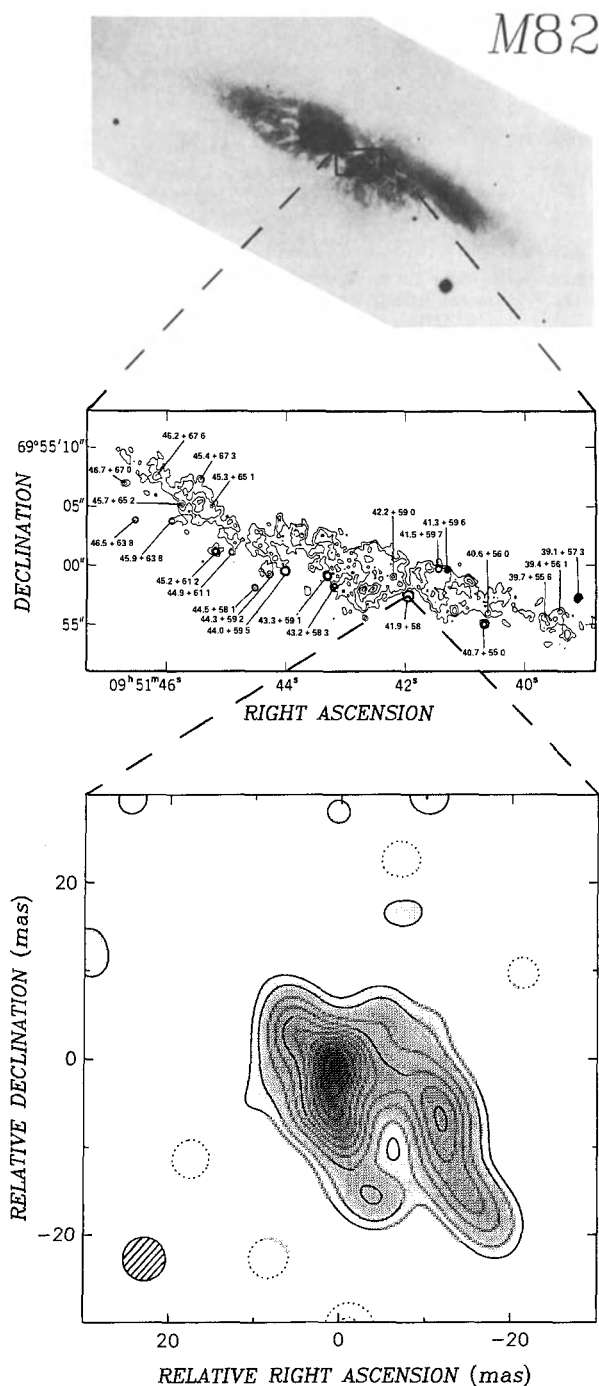 M82
DECLINATION
69°55'10"
05"
00"
55"
46.2 + 67 6
46.7 + 67 0
45.4 + 67 3
45.3 + 65 1
45.7 + 65 2
46.5 + 63 8
45.9 + 63 8
45.2 + 61 2
44.9 + 61 1
44.5 + 58 1
44.3 + 59 2
44.0 + 59 5
43.3 + 59 1
43.2 + 58 3
42.2 + 59 0
41.9 + 58
41.3 + 59 6
41.5 + 59 7
40.6 + 56 0
40.7 + 55 0
39.1 + 57 3
39.4 + 56 1
39.7 + 55 6
09ʰ51ᵐ46ˢ
44ˢ
42ˢ
40ˢ
RIGHT ASCENSION
RELATIVE DECLINATION (mas)
20
0
−20
20
0
−20
RELATIVE RIGHT ASCENSION (mas)